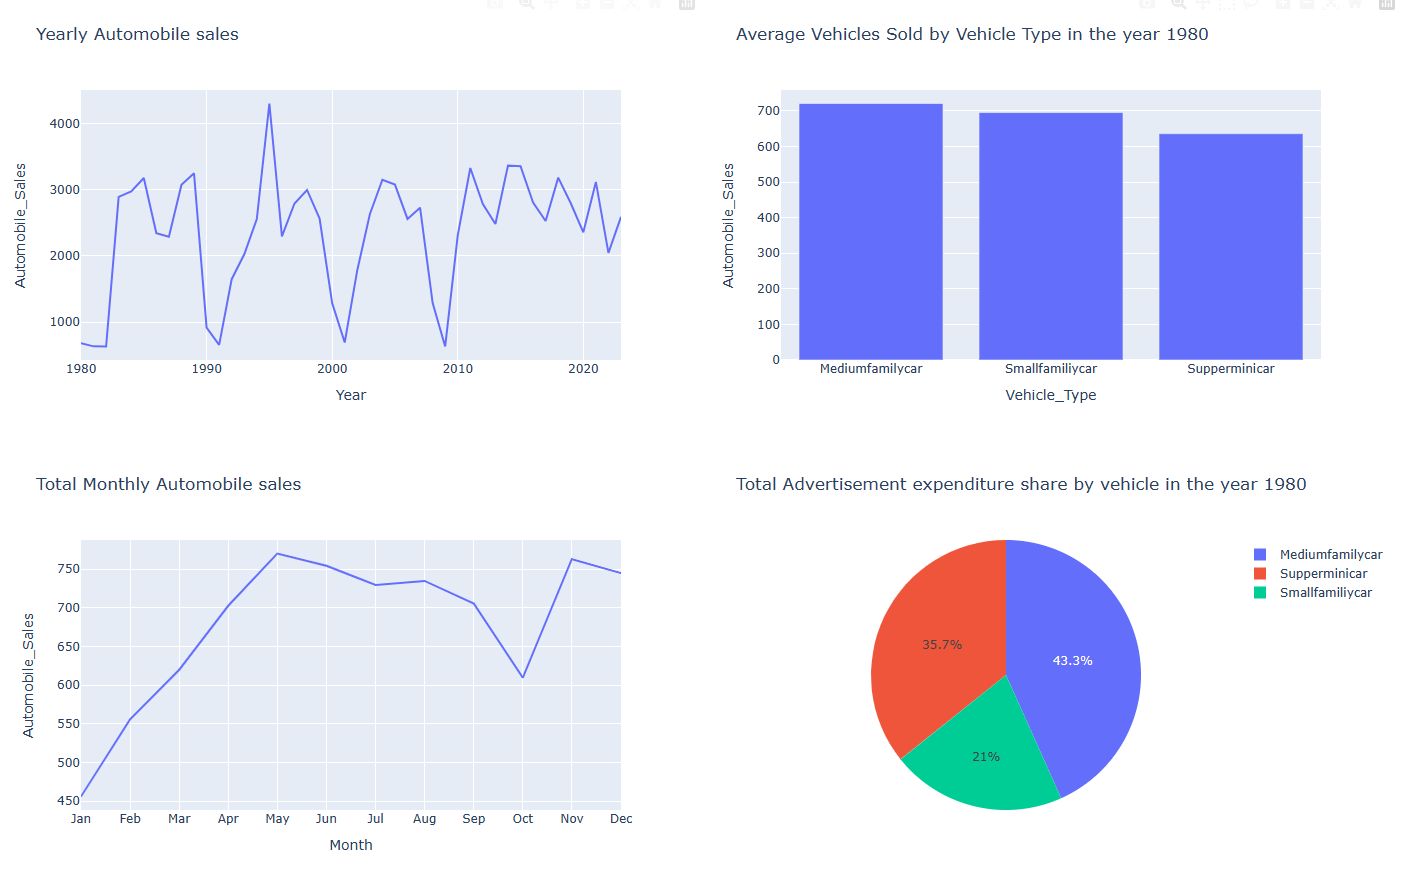 Yearly Automobile sales
4000
3000
2000
1000
Automobile_Sales
1980 1990 2000 2010 2020
Year
Average Vehicles Sold by Vehicle Type in the year 1980
700
600
500
400
300
200
100
0
Automobile_Sales
Mediumfamilycar Smallfamiliycar Supperminicar
Vehicle_Type
Total Monthly Automobile sales
750
700
650
600
550
500
450
Automobile_Sales
Jan Feb Mar Apr May Jun Jul Aug Sep Oct Nov Dec
Month
Total Advertisement expenditure share by vehicle in the year 1980
43.3%
35.7%
21%
Mediumfamilycar
Supperminicar
Smallfamiliycar